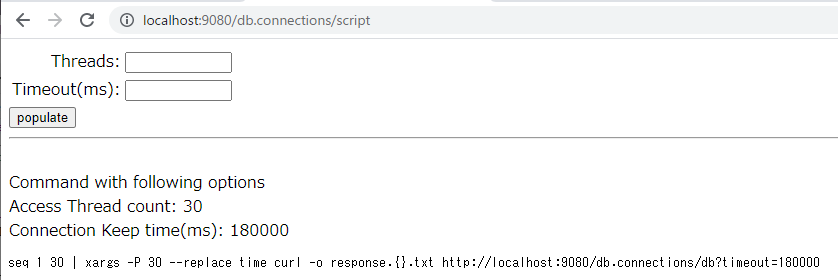 localhost:9080/db.connections/script
Threads:
Timeout(ms):
populate
Command with following options
Access Thread count: 30
Connection Keep time(ms): 180000
seq 1 30 | xargs -P 30 --replace time curl -o response.{}.txt http://localhost:9080/db.connections/db?timeout=180000